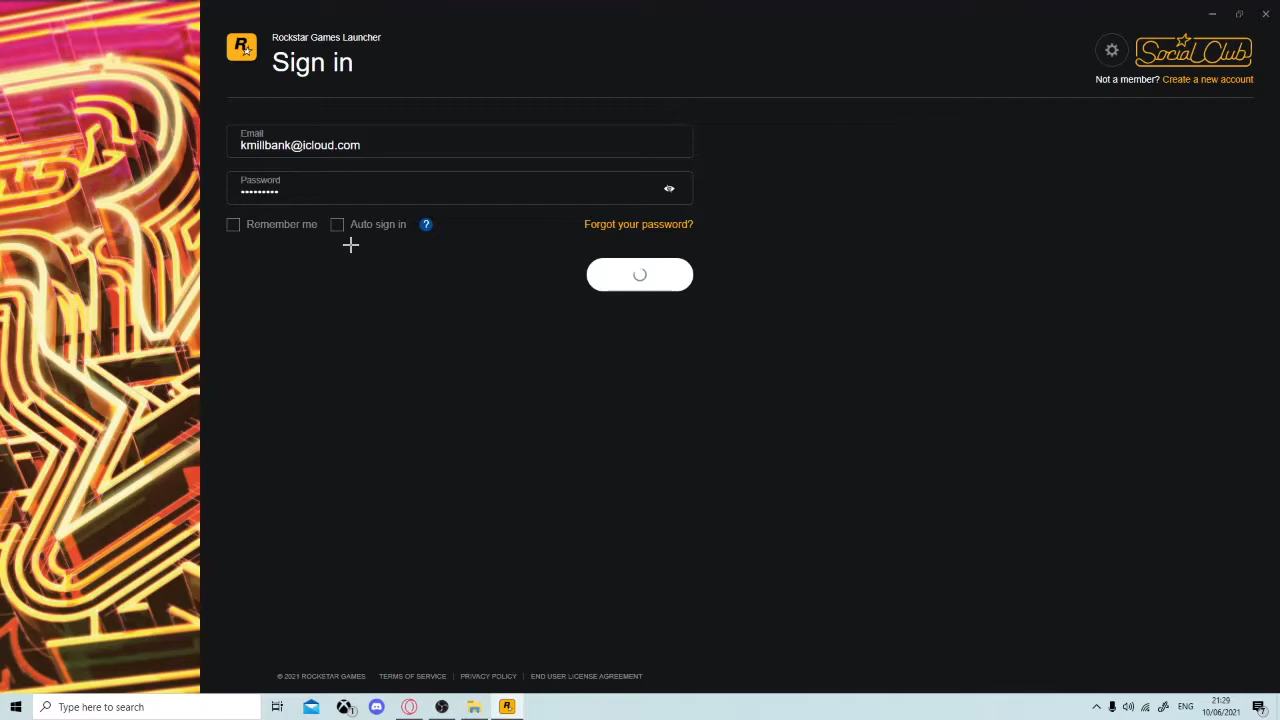 Rockstar Games Launcher
Sign in
Social Club
Not a member? Create a new account
Email
kmillbank@icloud.com
Password
•••••••••
Remember me
Auto sign in
?
Forgot your password?
© 2021 ROCKSTAR GAMES
TERMS OF SERVICE
PRIVACY POLICY
END USER LICENSE AGREEMENT
Type here to search
ENG
21:29
10/06/2021